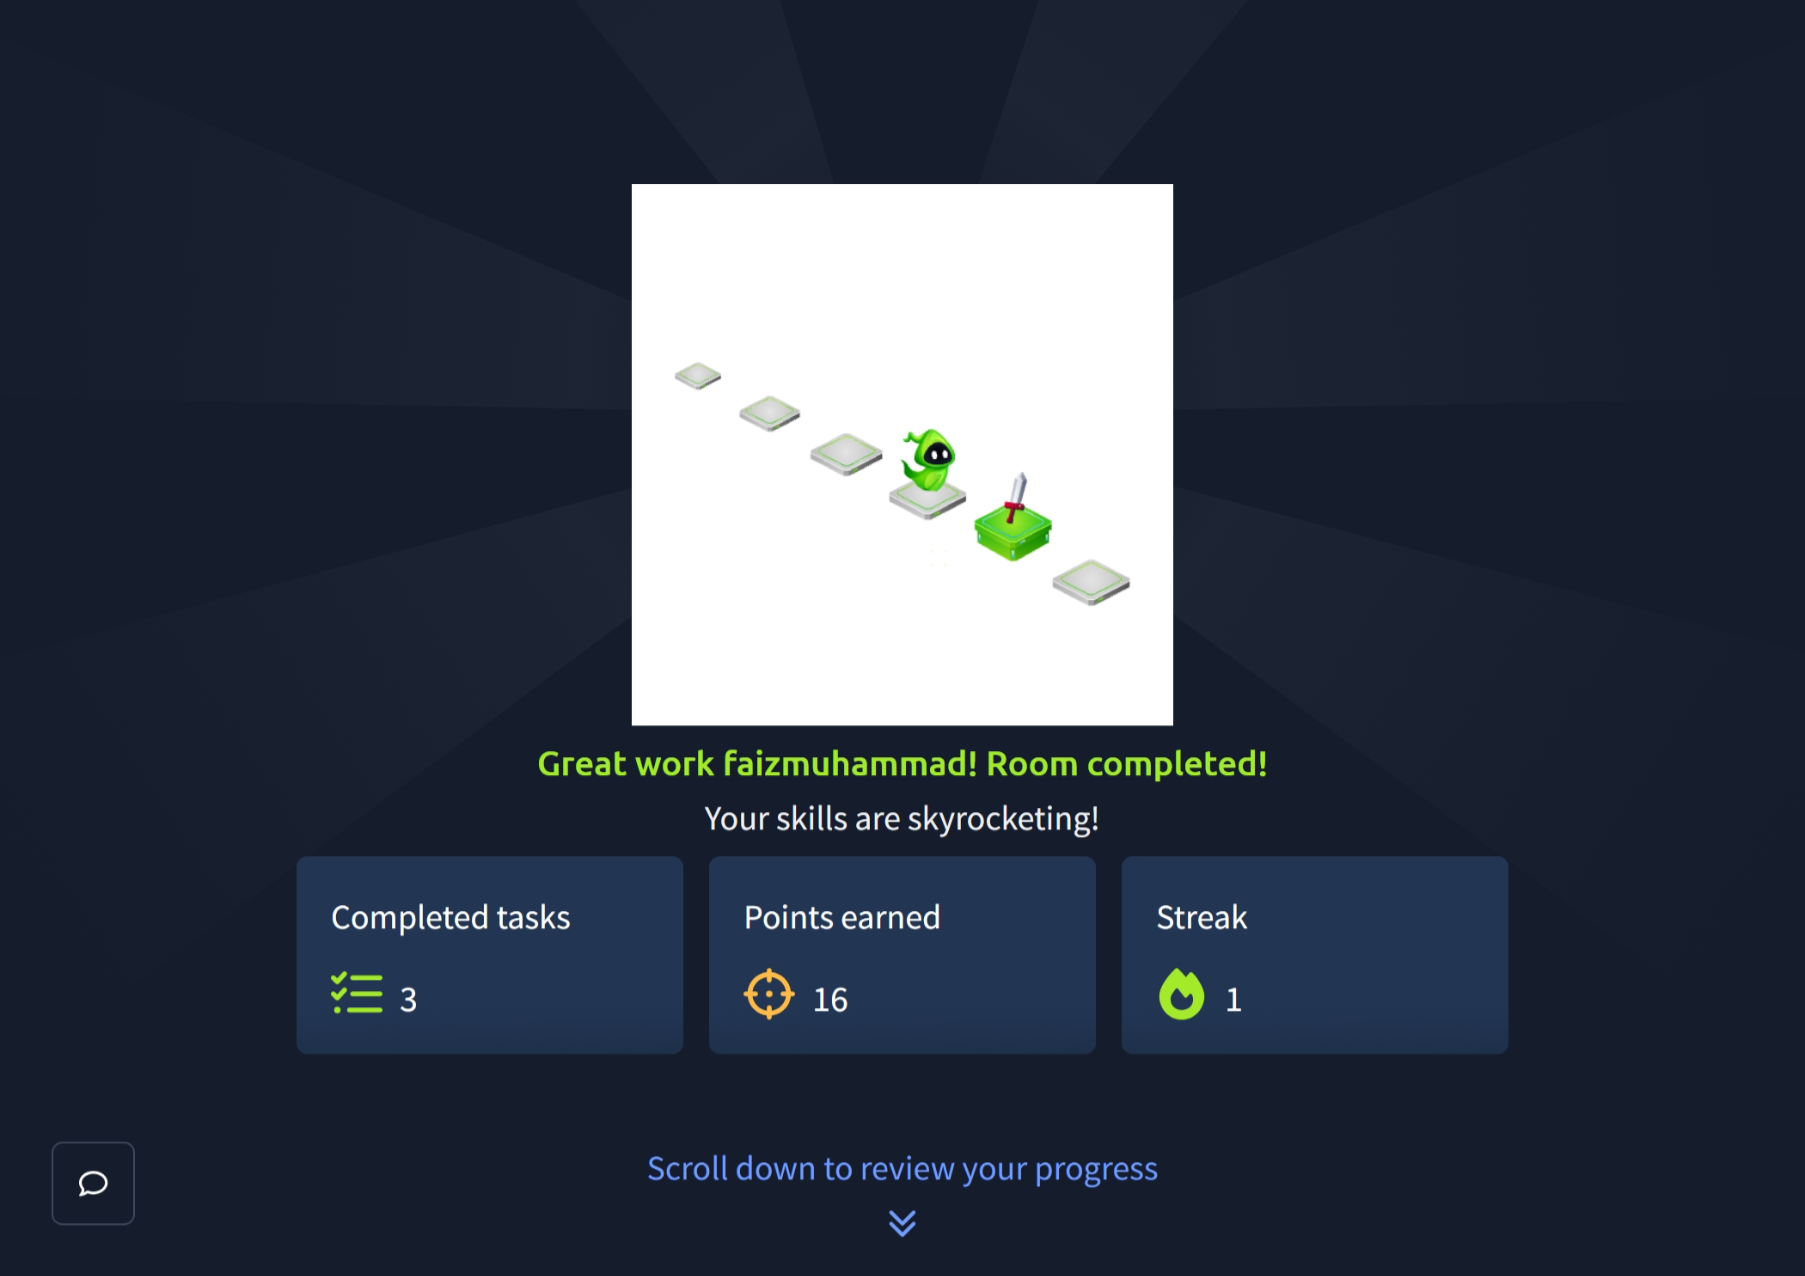 Great work faizmuhammad! Room completed!
Your skills are skyrocketing!
Completed tasks
3
Points earned
16
Streak
1
Scroll down to review your progress